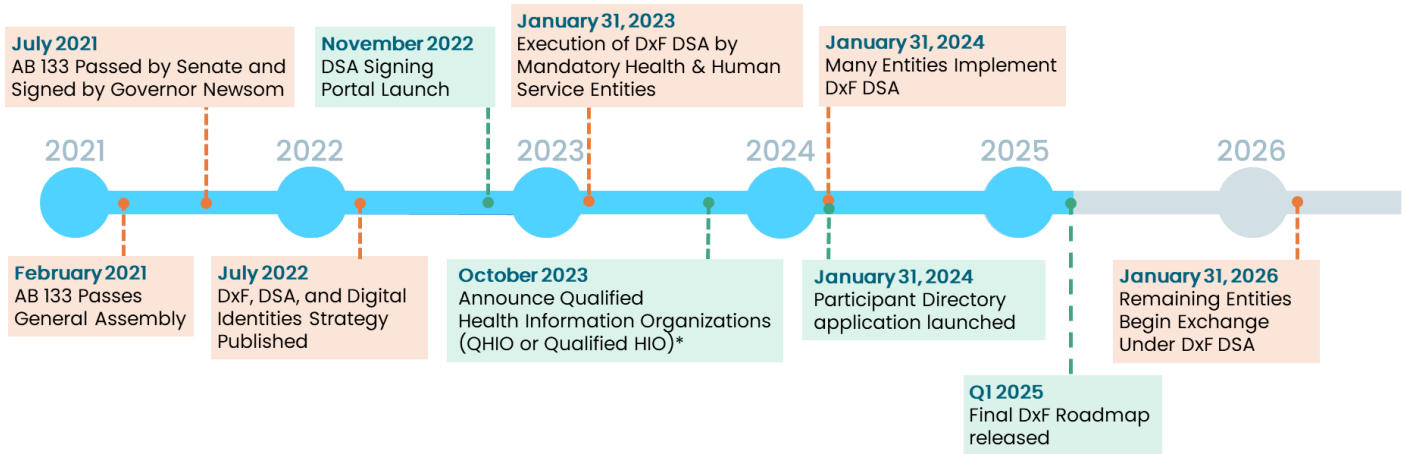 July 2021
AB 133 Passed by Senate and
Signed by Governor Newsom
November 2022
DSA Signing
Portal Launch
January 31, 2023
Execution of DxF DSA by
Mandatory Health & Human
Service Entities
January 31, 2024
Many Entities Implement
DxF DSA
2021
2022
2023
2024
2025
2026
February 2021
AB 133 Passes
General Assembly
July 2022
DxF, DSA, and Digital
Identities Strategy
Published
October 2023
Announce Qualified
Health Information Organizations
(QHIO or Qualified HIO)*
January 31, 2024
Participant Directory
application launched
Q1 2025
Final DxF Roadmap
released
January 31, 2026
Remaining Entities
Begin Exchange
Under DxF DSA